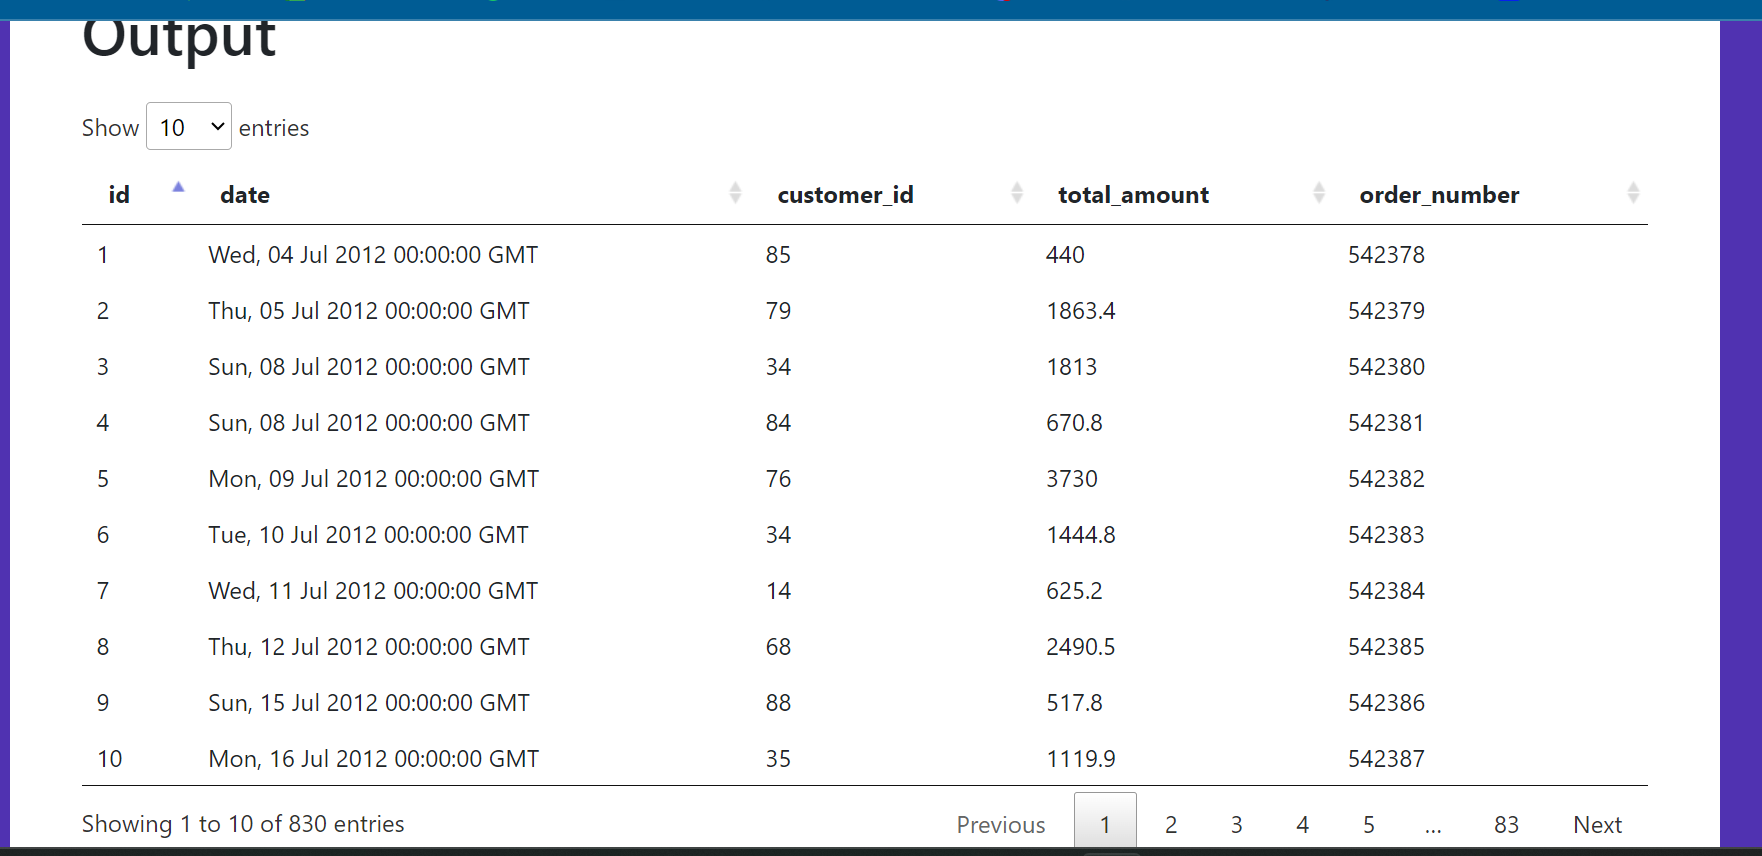 Output
Show 10 entries
id date customer_id total_amount order_number
1 Wed, 04 Jul 2012 00:00:00 GMT 85 440 542378
2 Thu, 05 Jul 2012 00:00:00 GMT 79 1863.4 542379
3 Sun, 08 Jul 2012 00:00:00 GMT 34 1813 542380
4 Sun, 08 Jul 2012 00:00:00 GMT 84 670.8 542381
5 Mon, 09 Jul 2012 00:00:00 GMT 76 3730 542382
6 Tue, 10 Jul 2012 00:00:00 GMT 34 1444.8 542383
7 Wed, 11 Jul 2012 00:00:00 GMT 14 625.2 542384
8 Thu, 12 Jul 2012 00:00:00 GMT 68 2490.5 542385
9 Sun, 15 Jul 2012 00:00:00 GMT 88 517.8 542386
10 Mon, 16 Jul 2012 00:00:00 GMT 35 1119.9 542387
Showing 1 to 10 of 830 entries Previous 1 2 3 4 5 ... 83 Next